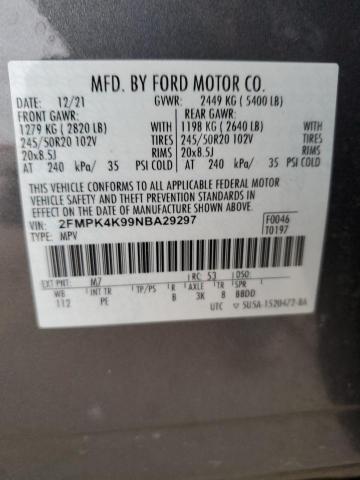 MFD. BY FORD MOTOR CO.
12/21 GVWR: 2449 KG ( 5400 LB)
FRONT GAWR: REAR GAWR:
1279 KG ( 2820 LB) WITH 1198 KG ( 2640 LB) WITH
245/50R20 102V TIRES 245/50R20 102V TIRES
20x8.5J RIMS 20x8.5J RIMS
AT 240 kPa/ 35 PSI COLD AT 240 kPa/ 35 PSI COLD
THIS VEHICLE CONFORMS TO ALL APPLICABLE FEDERAL MOTOR
VEHICLE SAFETY AND THEFT PREVENTION STANDARDS IN EFFECT ON
THE DATE OF MANUFACTURE SHOWN ABOVE.
VIN: 2FMPK4K99NBA29297 F0046
TYPE: MPV T0197
EXT PNT: M7 RC: 53 DSO:
WB INT TR TP/PS R AXLE TR SPR
112 PE B 3K 8 BBDD
UTC 5U5A-1520472-BA